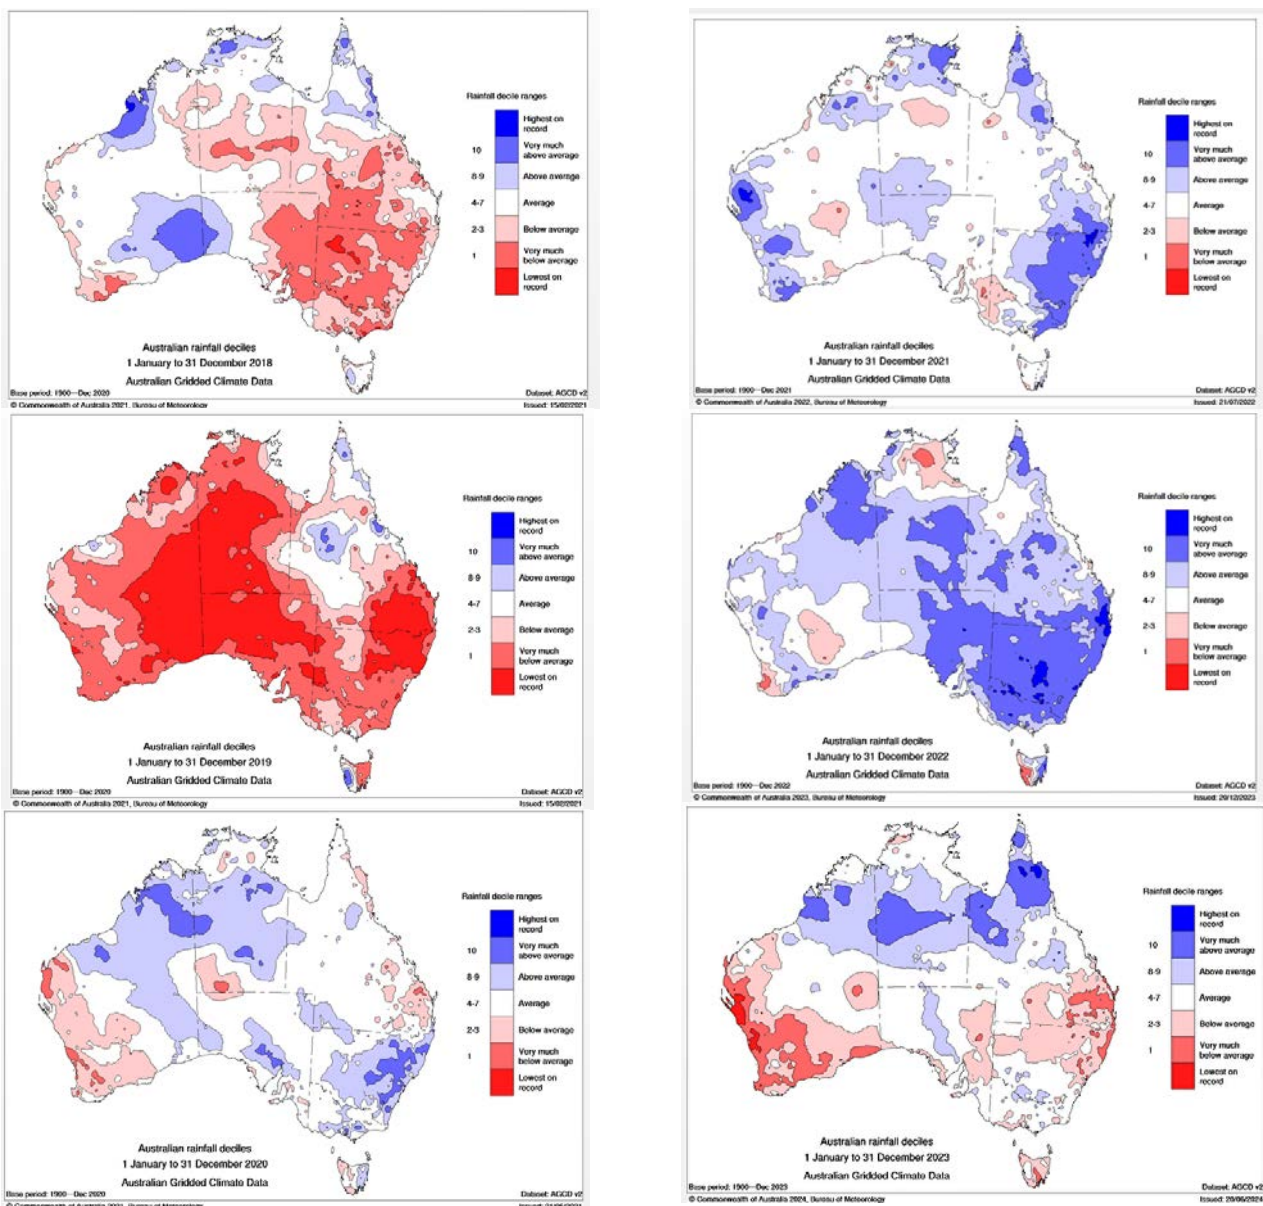 Rainfall decile ranges
Highest on
record
10
Very much
above average
8-9
Above average
4-7
Average
2-3
Below average
1
Very much
below average
Lowest on
record
Australian rainfall deciles
1 January to 31 December 2018
Australian Gridded Climate Data
Base period: 1900—Dec 2020
Dataset: AGCD v2
© Commonwealth of Australia 2021, Bureau of Meteorology
Issued: 15/02/2021
Rainfall decile ranges
Highest on
record
10
Very much
above average
8-9
Above average
4-7
Average
2-3
Below average
1
Very much
below average
Lowest on
record
Australian rainfall deciles
1 January to 31 December 2021
Australian Gridded Climate Data
Base period: 1900—Dec 2021
Dataset: AGCD v2
© Commonwealth of Australia 2022, Bureau of Meteorology
Issued: 21/07/2022
Rainfall decile ranges
Highest on
record
10
Very much
above average
8-9
Above average
4-7
Average
2-3
Below average
1
Very much
below average
Lowest on
record
Australian rainfall deciles
1 January to 31 December 2019
Australian Gridded Climate Data
Base period: 1900—Dec 2020
Dataset: AGCD v2
© Commonwealth of Australia 2021, Bureau of Meteorology
Issued: 15/02/2021
Rainfall decile ranges
Highest on
record
10
Very much
above average
8-9
Above average
4-7
Average
2-3
Below average
1
Very much
below average
Lowest on
record
Australian rainfall deciles
1 January to 31 December 2022
Australian Gridded Climate Data
Base period: 1900—Dec 2022
Dataset: AGCD v2
© Commonwealth of Australia 2023, Bureau of Meteorology
Issued: 20/12/2023
Rainfall decile ranges
Highest on
record
10
Very much
above average
8-9
Above average
4-7
Average
2-3
Below average
1
Very much
below average
Lowest on
record
Australian rainfall deciles
1 January to 31 December 2020
Australian Gridded Climate Data
Base period: 1900—Dec 2020
Dataset: AGCD v2
© Commonwealth of Australia 2021, Bureau of Meteorology
Rainfall decile ranges
Highest on
record
10
Very much
above average
8-9
Above average
4-7
Average
2-3
Below average
1
Very much
below average
Lowest on
record
Australian rainfall deciles
1 January to 31 December 2023
Australian Gridded Climate Data
Base period: 1900—Dec 2023
Dataset: AGCD v2
© Commonwealth of Australia 2024, Bureau of Meteorology
Issued: 20/06/2024